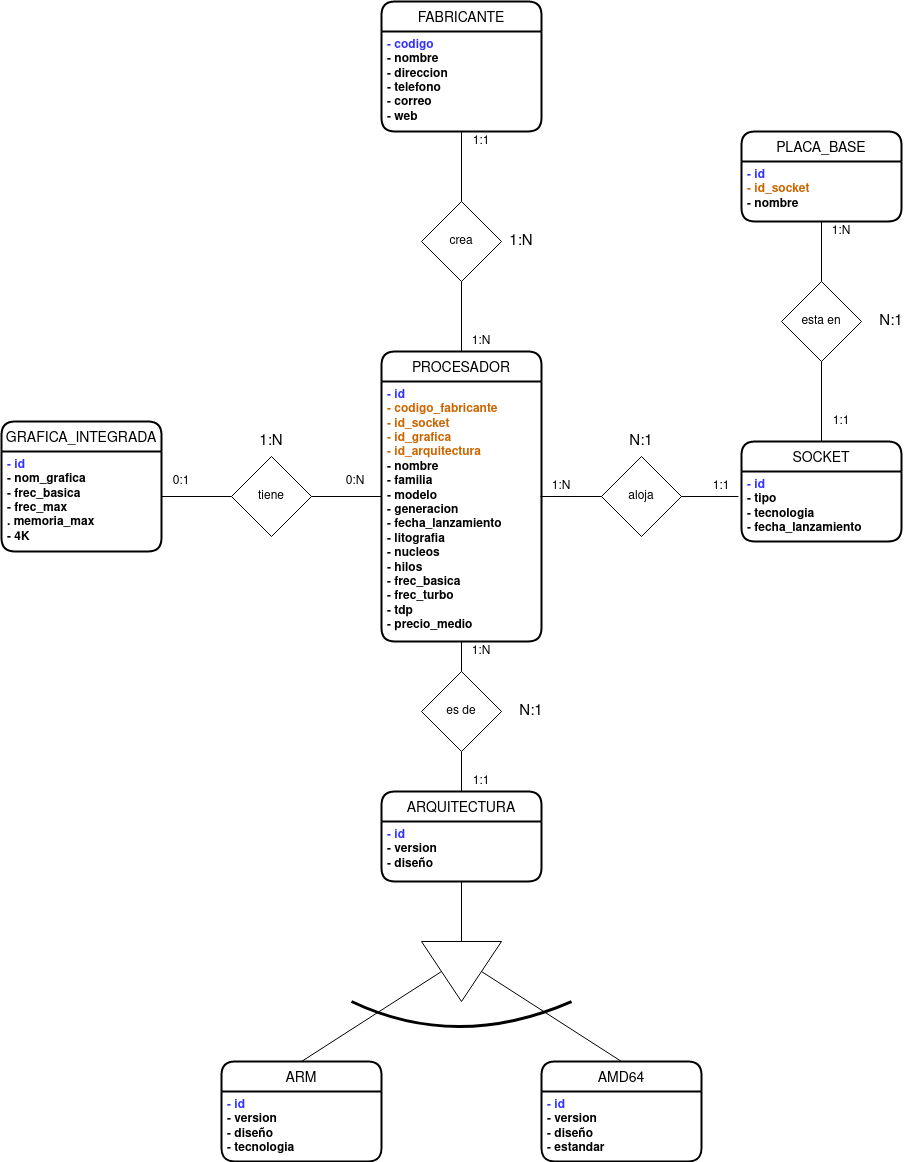 FABRICANTE
- codigo
- nombre
- direccion
- telefono
- correo
- web
1:1
crea
1:N
1:N
PLACA_BASE
- id
- id_socket
- nombre
1:N
esta en
N:1
1:1
PROCESADOR
- id
- codigo_fabricante
- id_socket
- id_grafica
- id_arquitectura
- nombre
- familia
- modelo
- generacion
- fecha_lanzamiento
- litografia
- nucleos
- hilos
- frec_basica
- frec_turbo
- tdp
- precio_medio
GRAFICA_INTEGRADA
- id
- nom_grafica
- frec_basica
- frec_max
. memoria_max
- 4K
0:1
1:N
tiene
0:N
1:N
N:1
aloja
1:1
SOCKET
- id
- tipo
- tecnologia
- fecha_lanzamiento
1:N
es de
N:1
1:1
ARQUITECTURA
- id
- version
- diseño
ARM
- id
- version
- diseño
- tecnologia
AMD64
- id
- version
- diseño
- estandar